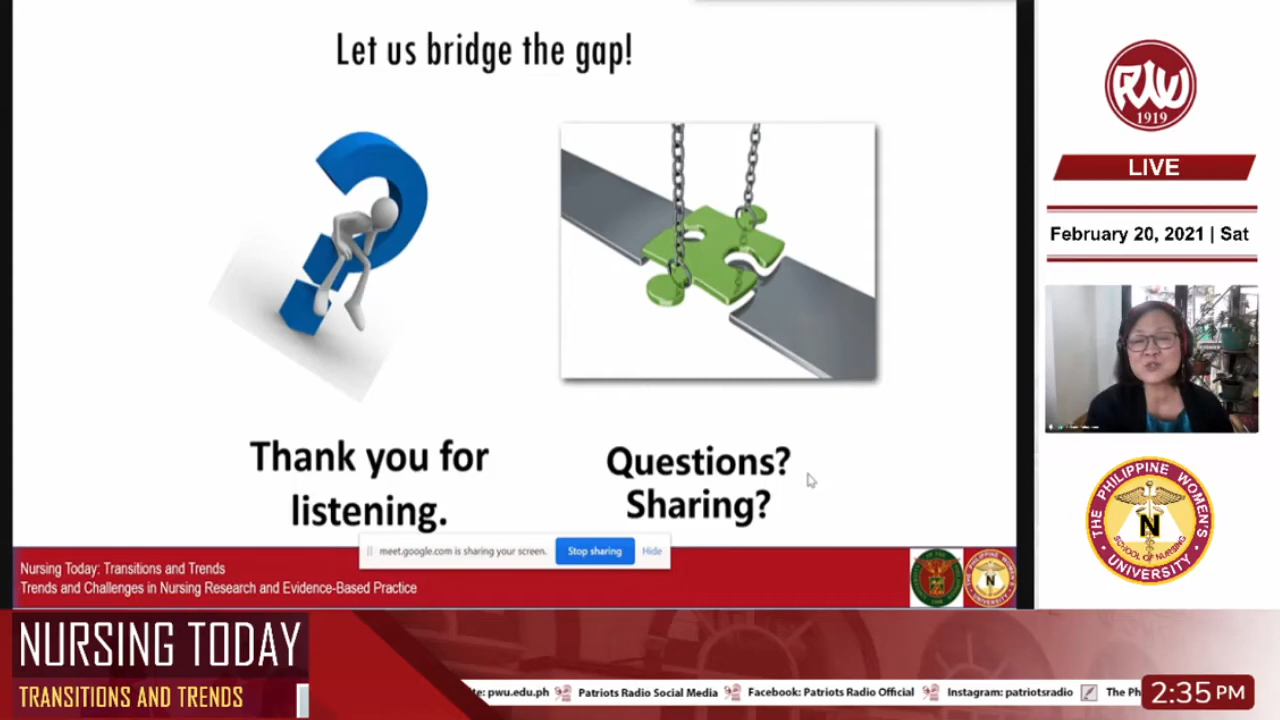 Let us bridge the gap!
Thank you for
listening.
Questions?
Sharing?
meet.google.com is sharing your screen.
Stop sharing
Hide
Nursing Today: Transitions and Trends
Trends and Challenges in Nursing Research and Evidence-Based Practice
PWU
1919
LIVE
February 20, 2021 | Sat
THE PHILIPPINE WOMEN'S
UNIVERSITY
N
SCHOOL OF NURSING
NURSING TODAY
TRANSITIONS AND TRENDS
te: pwu.edu.ph Patriots Radio Social Media Facebook: Patriots Radio Official Instagram: patriotsradio The Ph
2:35 PM